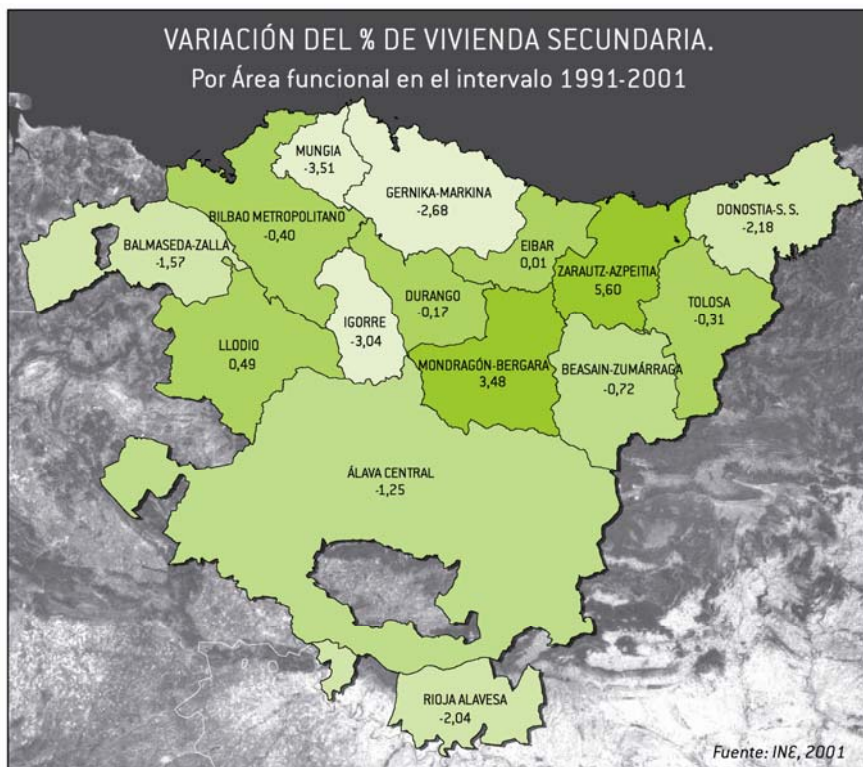 VARIACIÓN DEL % DE VIVIENDA SECUNDARIA.
Por Área funcional en el intervalo 1991-2001
MUNGIA
-3,51
GERNIKA-MARKINA
-2,68
BILBAO METROPOLITANO
-0,40
DONOSTIA-S. S.
-2,18
BALMASEDA-ZALLA
-1,57
EIBAR
0,01
ZARAUTZ-AZPEITIA
5,60
DURANGO
-0,17
TOLOSA
-0,31
IGORRE
-3,04
LLODIO
0,49
MONDRAGÓN-BERGARA
3,48
BEASAIN-ZUMÁRRAGA
-0,72
ÁLAVA CENTRAL
-1,25
RIOJA ALAVESA
-2,04
Fuente: INE, 2001